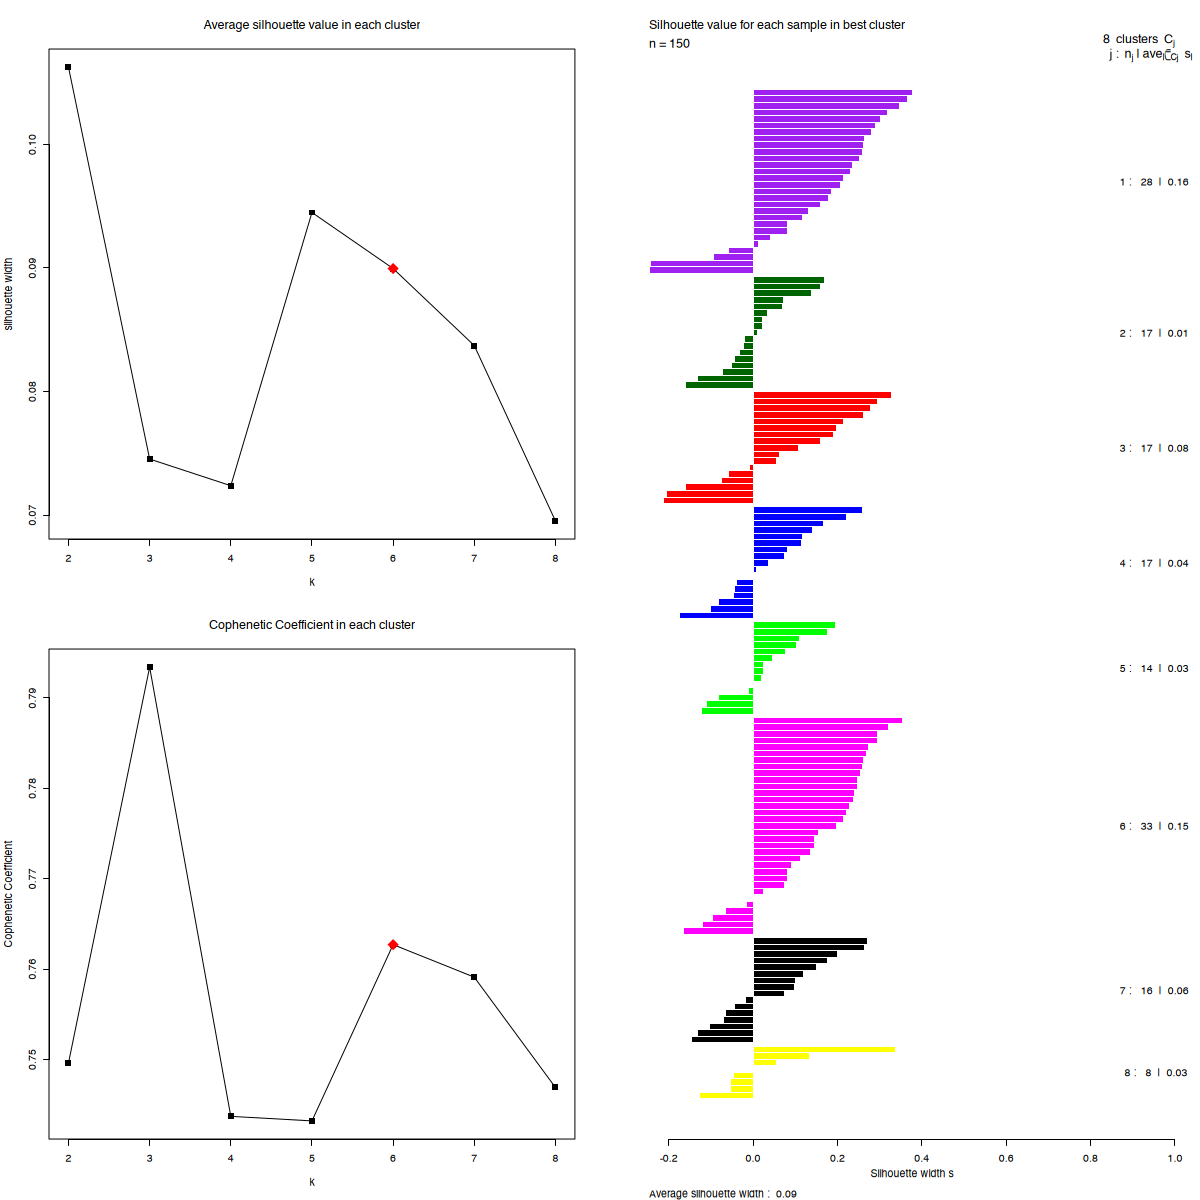 Average silhouette value in each cluster
0.10
0.09
0.08
0.07
silhouette width
2 3 4 5 6 7 8
k
Cophenetic Coefficient in each cluster
0.79
0.78
0.77
0.76
0.75
Cophenetic Coefficient
2 3 4 5 6 7 8
k
Silhouette value for each sample in best cluster
n = 150
8 clusters Cj
j : nj | avei∈Cj si
1 : 28 | 0.16
2 : 17 | 0.01
3 : 17 | 0.08
4 : 17 | 0.04
5 : 14 | 0.03
6 : 33 | 0.15
7 : 16 | 0.06
8 : 8 | 0.03
-0.2 0.0 0.2 0.4 0.6 0.8 1.0
Silhouette width s
Average silhouette width : 0.09